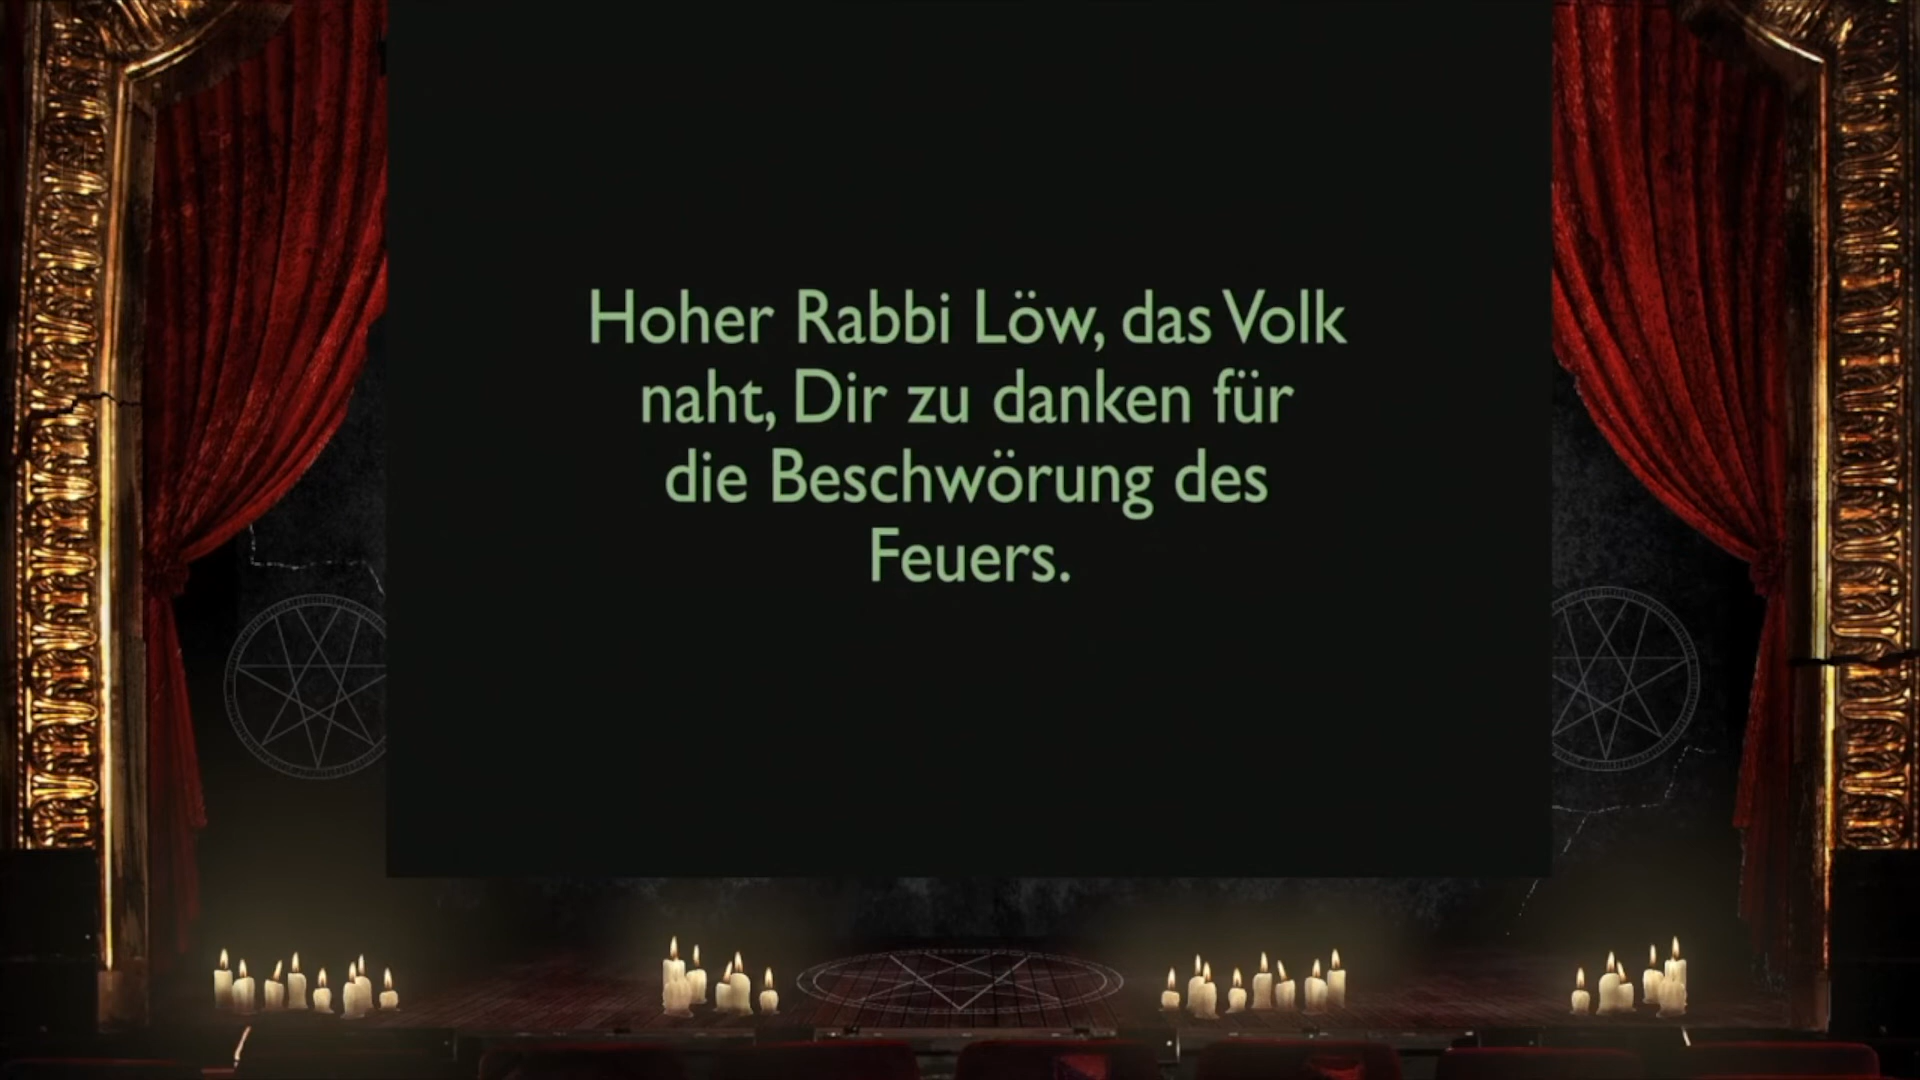 Hoher Rabbi Löw, das Volk
naht, Dir zu danken für
die Beschwörung des
Feuers.